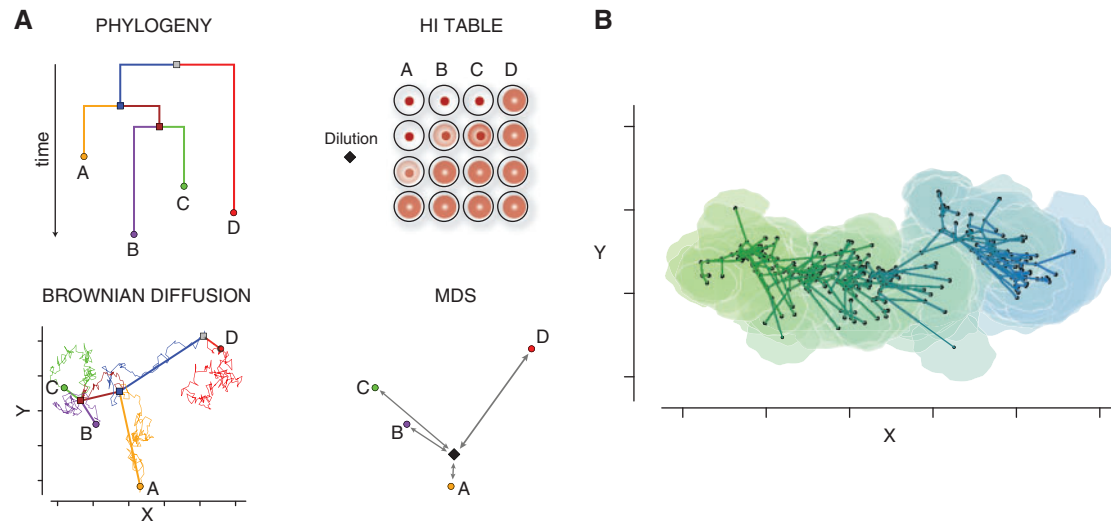 A
PHYLOGENY
time
A
B
C
D
HI TABLE
A B C D
Dilution
BROWNIAN DIFFUSION
Y
X
A
B
C
D
MDS
A
B
C
D
B
Y
X